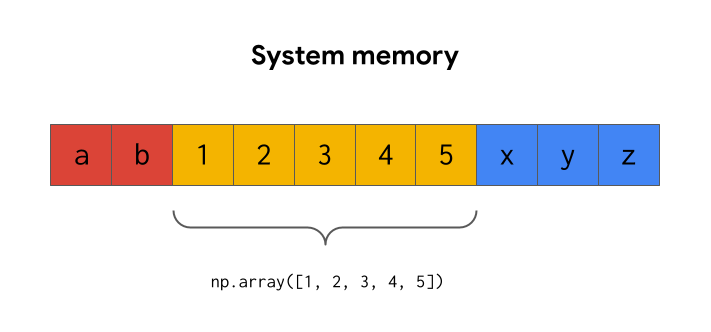 System memory
a b 1 2 3 4 5 x y z
np.array([1, 2, 3, 4, 5])